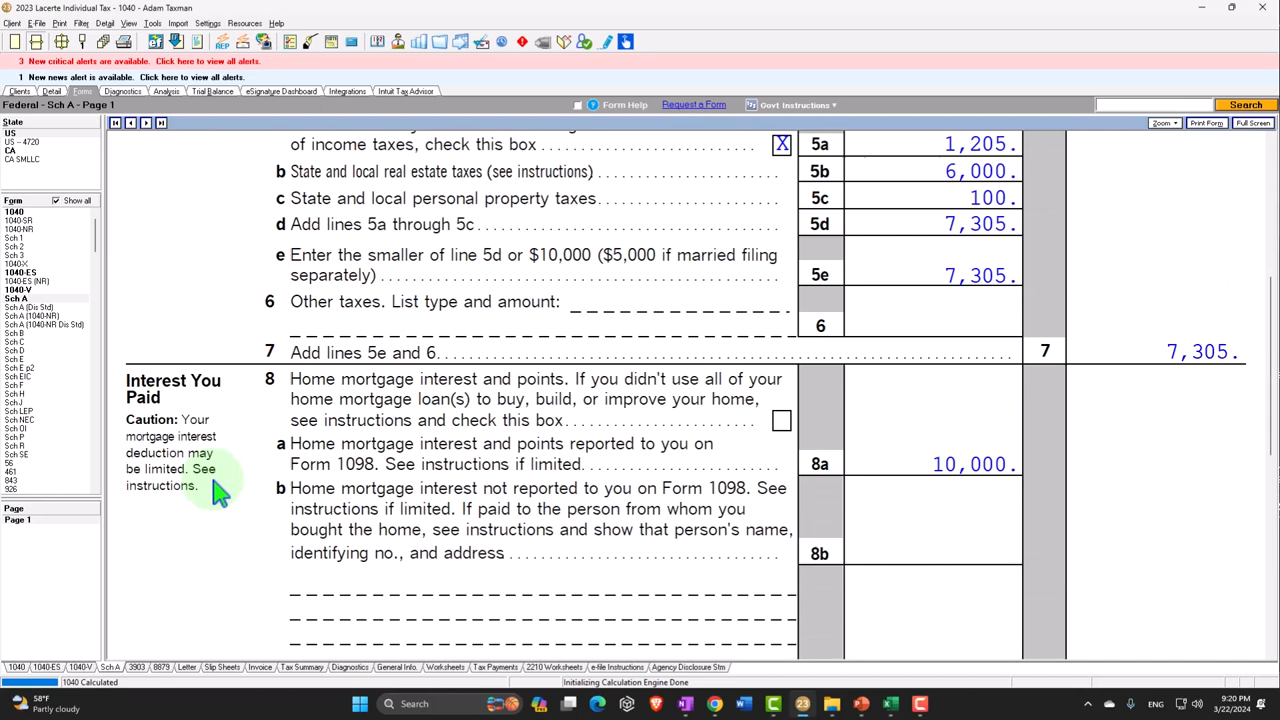 2023 Lacerte Individual Tax - 1040 - Adam Taxman
Client E-File Print Filter Detail View Tools Import Settings Resources Help
3 New critical alerts are available. Click here to view all alerts.
1 New news alert is available. Click here to view all alerts.
Clients Detail Forms Diagnostics Analysis Trial Balance eSignature Dashboard Integrations Intuit Tax Advisor
Federal - Sch A - Page 1 Form Help Request a Form Govt Instructions Search
State
US
US - 4720
CA
CA SMLLC
Form Show all
1040
1040-SR
1040-NR
Sch 1
Sch 2
Sch 3
1040-X
1040-ES
1040-ES (NR)
1040-V
Sch A
Sch A (Dis Std)
Sch A (1040-NR)
Sch A (1040-NR Dis Std)
Sch B
Sch C
Sch D
Sch E
Sch E p2
Sch EIC
Sch F
Sch H
Sch J
Sch LEP
Sch NEC
Sch OI
Sch P
Sch R
Sch SE
56
461
843
926
Page
Page 1
Zoom Print Form Full Screen
of income taxes, check this box X 5a 1,205.
b State and local real estate taxes (see instructions) 5b 6,000.
c State and local personal property taxes 5c 100.
d Add lines 5a through 5c 5d 7,305.
e Enter the smaller of line 5d or $10,000 ($5,000 if married filing
separately) 5e 7,305.
6 Other taxes. List type and amount:
6
7 Add lines 5e and 6 7 7,305.
Interest You
Paid
Caution: Your
mortgage interest
deduction may
be limited. See
instructions.
8 Home mortgage interest and points. If you didn't use all of your
home mortgage loan(s) to buy, build, or improve your home,
see instructions and check this box
a Home mortgage interest and points reported to you on
Form 1098. See instructions if limited 8a 10,000.
b Home mortgage interest not reported to you on Form 1098. See
instructions if limited. If paid to the person from whom you
bought the home, see instructions and show that person's name,
identifying no., and address 8b
1040 1040-ES 1040-V Sch A 3903 8879 Letter Slip Sheets Invoice Tax Summary Diagnostics General Info. Worksheets Tax Payments 2210 Worksheets e-file Instructions Agency Disclosure Stm
1040 Calculated Initializing Calculation Engine Done
58°F
Partly cloudy
Search
23
ENG
9:20 PM
3/22/2024